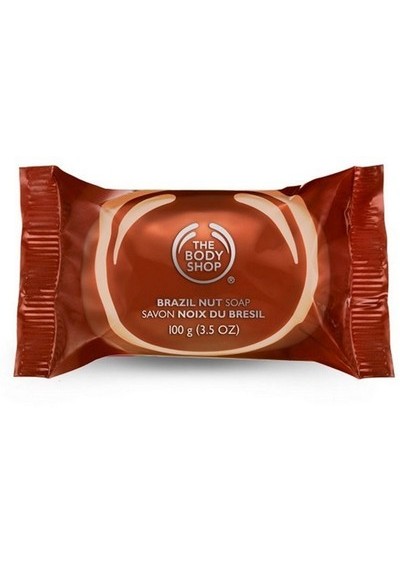 THE
BODY
SHOP
®
BRAZIL NUT SOAP
SAVON NOIX DU BRESIL
100 g (3.5 OZ)